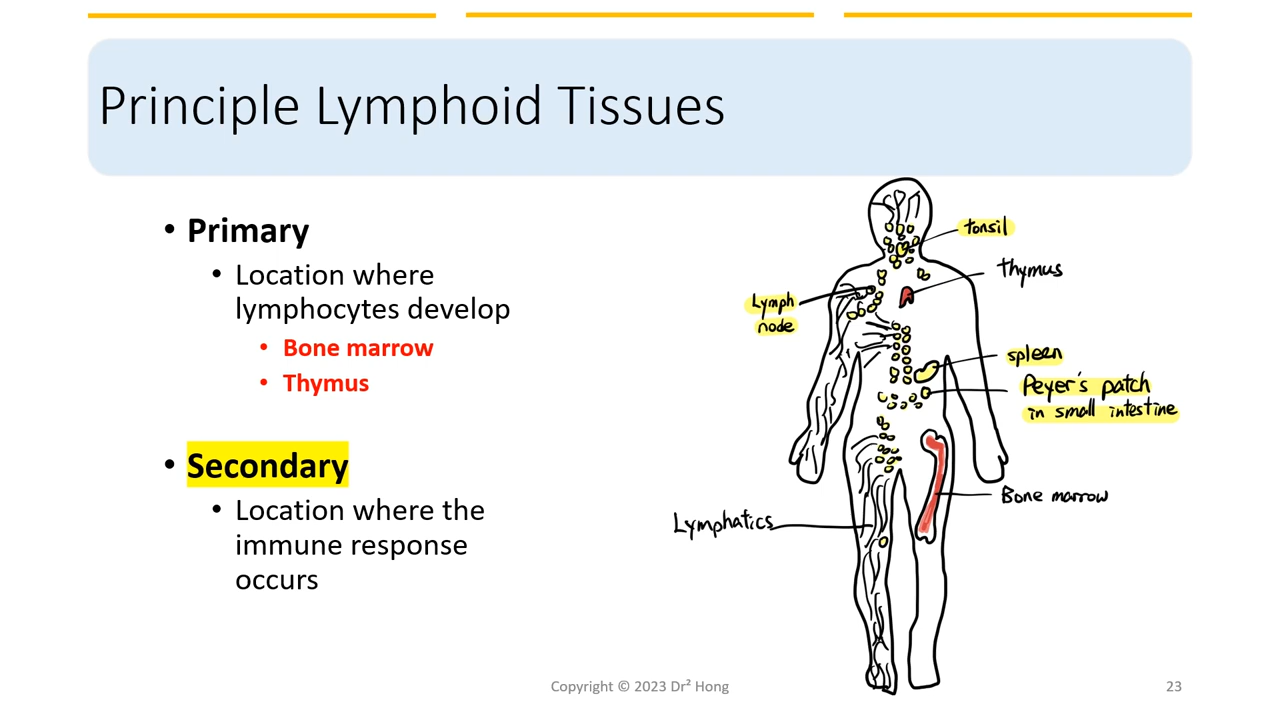 Principle Lymphoid Tissues
• Primary
• Location where
lymphocytes develop
• Bone marrow
• Thymus
• Secondary
• Location where the
immune response
occurs
tonsil
Thymus
Lymph
node
spleen
Peyer's patch
in small intestine
Bone marrow
Lymphatics
Copyright © 2023 Dr² Hong
23